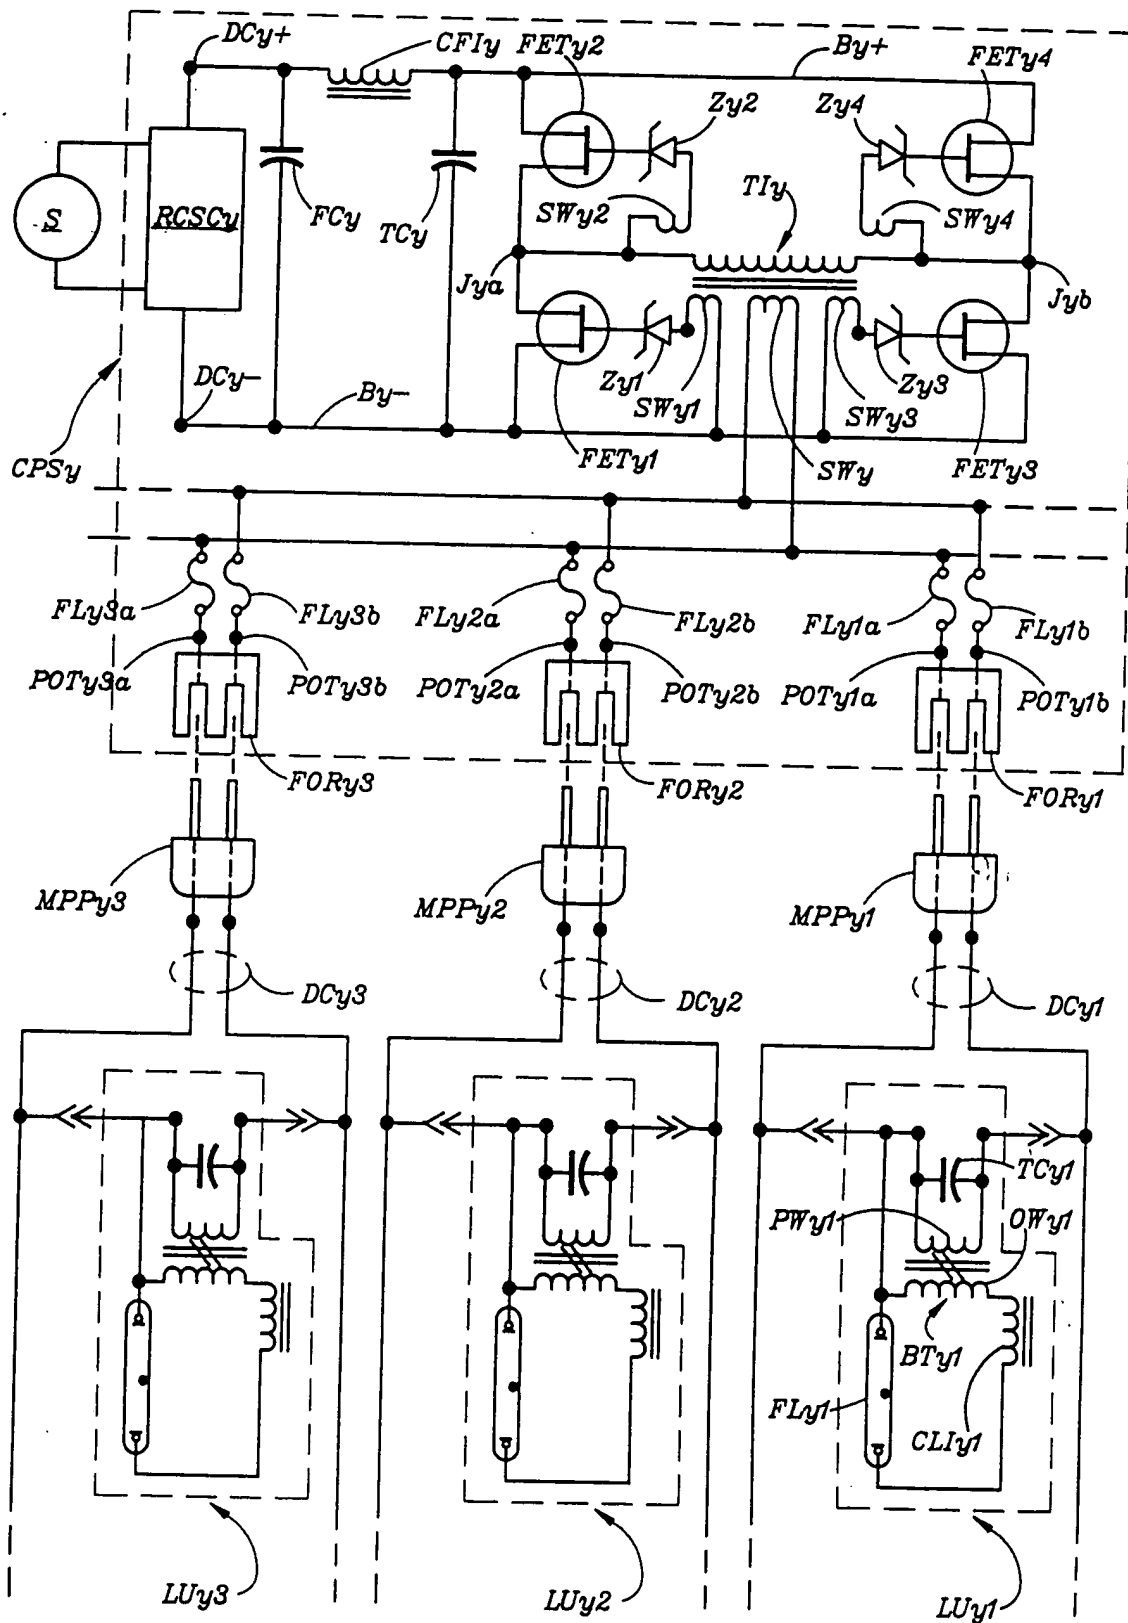 DCy+
CFIy FETy2
By+
FETy4
Zy2
Zy4
S
RCSCy
FCy
TCy
SWy2
TIy
SWy4
Jya
Jyb
DCy-
By-
Zy1
SWy1
Zy3
SWy3
CPSy
FETy1
SWy
FETy3
FLy3a
FLy3b
FLy2a
FLy2b
FLy1a
FLy1b
POTy3a
POTy3b
POTy2a
POTy2b
POTy1a
POTy1b
FORy3
FORy2
FORy1
MPPy3
MPPy2
MPPy1
DCy3
DCy2
DCy1
TCy1
PWy1
OWy1
BTy1
FLy1
CLIy1
LUy3
LUy2
LUy1